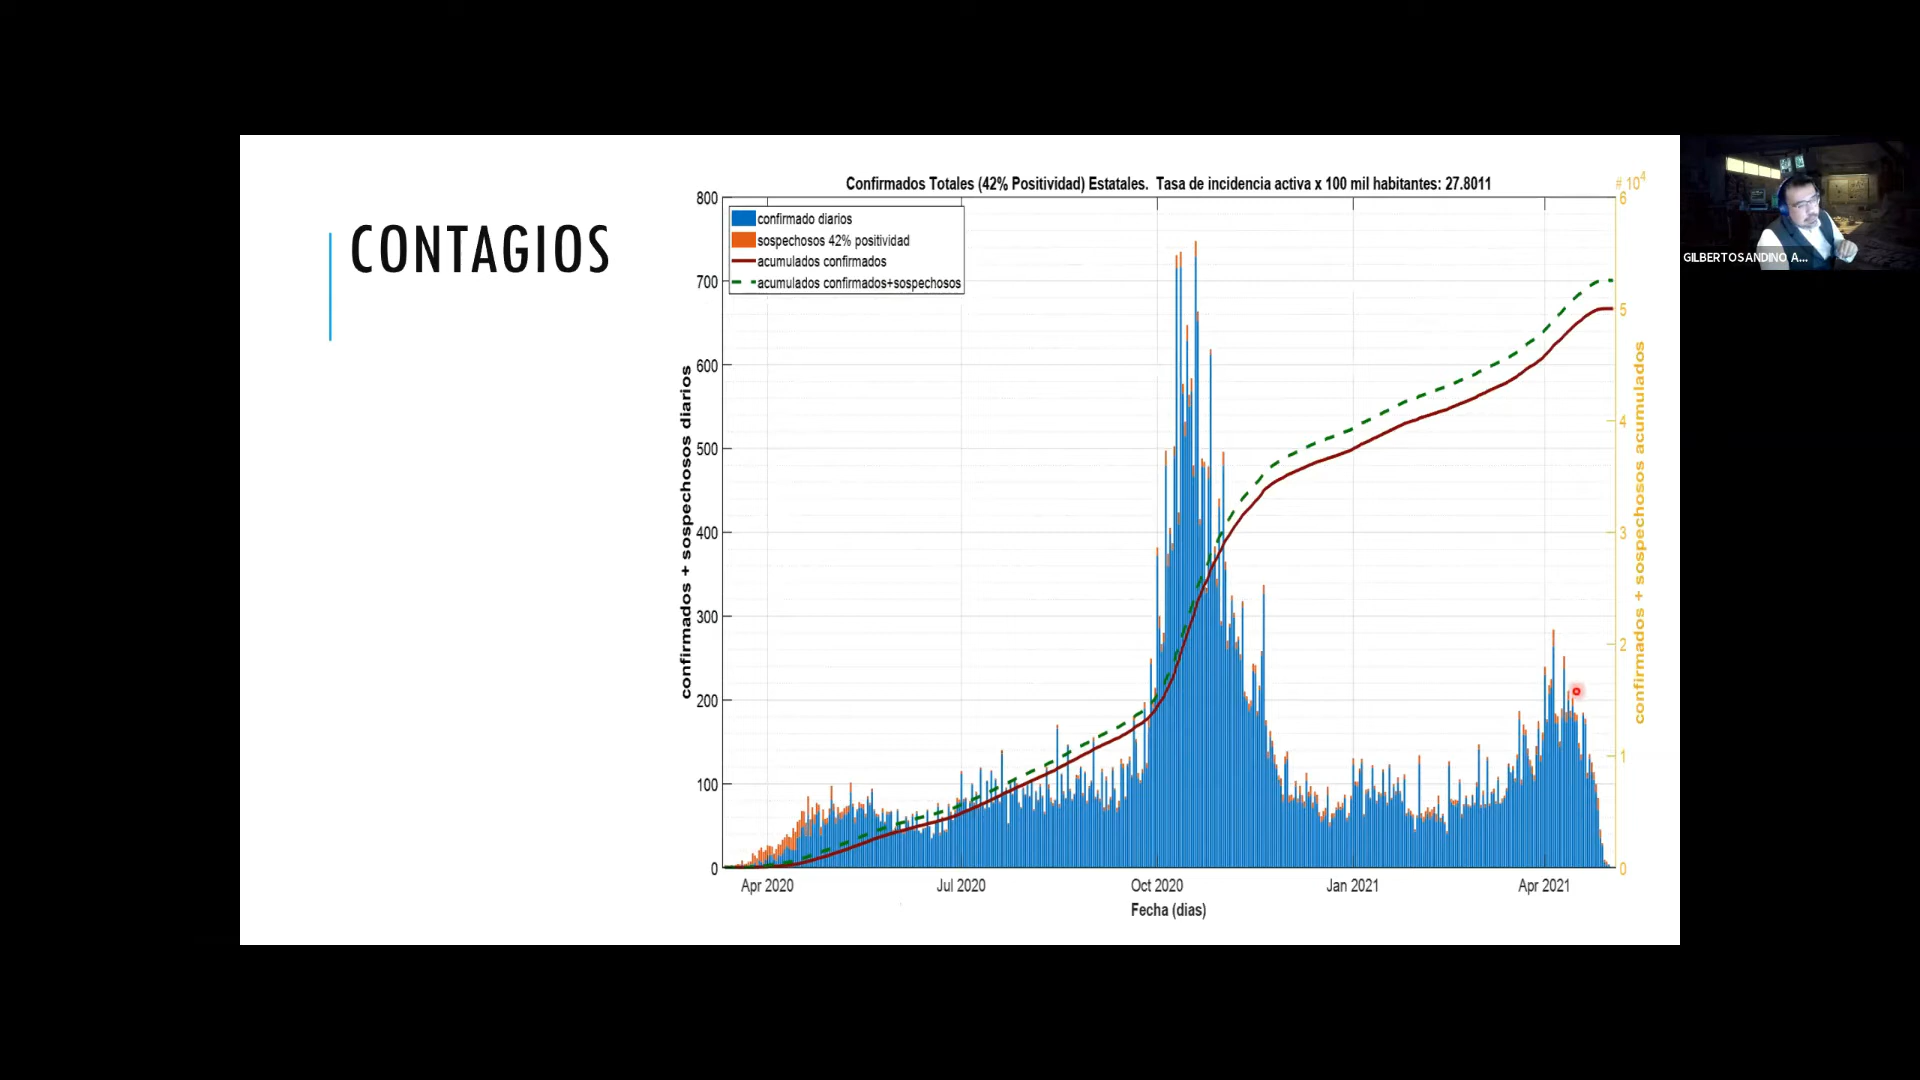 CONTAGIOS
Confirmados Totales (42% Positividad) Estatales. Tasa de incidencia activa x 100 mil habitantes: 27.8011
# 10^4
confirmado diarios
sospechosos 42% positividad
acumulados confirmados
acumulados confirmados+sospechosos
confirmados + sospechosos diarios
800
700
600
500
400
300
200
100
0
6
5
4
3
2
1
0
confirmados + sospechosos acumulados
Apr 2020 Jul 2020 Oct 2020 Jan 2021 Apr 2021
Fecha (dias)
GILBERTOSANDINO A...